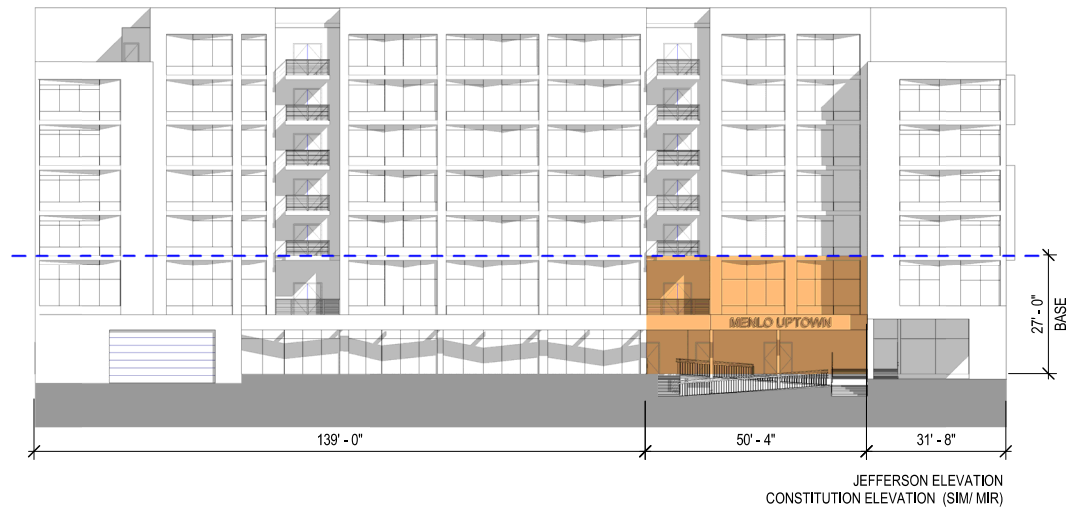 MENLO UPTOWN
27' - 0"
BASE
139' - 0"
50' - 4"
31' - 8"
JEFFERSON ELEVATION
CONSTITUTION ELEVATION (SIM/ MIR)